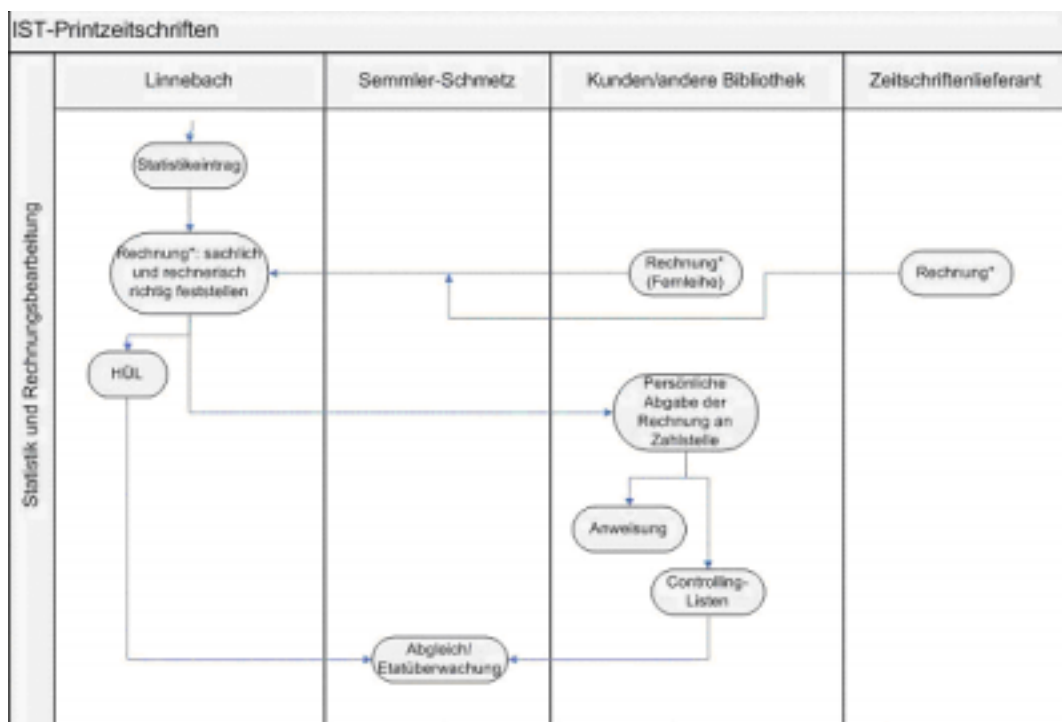 IST-Printzeitschriften
Linnebach
Semmler-Schmetz
Kunden/andere Bibliothek
Zeitschriftenlieferant
Statistik und Rechnungsbearbeitung
Statistikeintrag
Rechnung*: sachlich
und rechnerisch
richtig feststellen
Rechnung*
(Fernleihe)
Rechnung*
HÜL
Persönliche
Abgabe der
Rechnung an
Zahlstelle
Anweisung
Controlling-
Listen
Abgleich/
Etatüberwachung